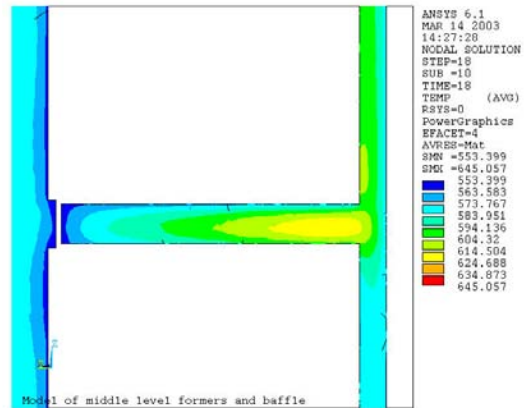 ANSYS 6.1
MAR 14 2003
14:27:28
NODAL SOLUTION
STEP=18
SUB =10
TIME=18
TEMP (AVG)
RSYS=0
PowerGraphics
EFACET=4
AVRES=Mat
SMN =553.399
SMX =645.057
553.399
563.583
573.767
583.951
594.136
604.32
614.504
624.688
634.873
645.057
Z
Model of middle level formers and baffle